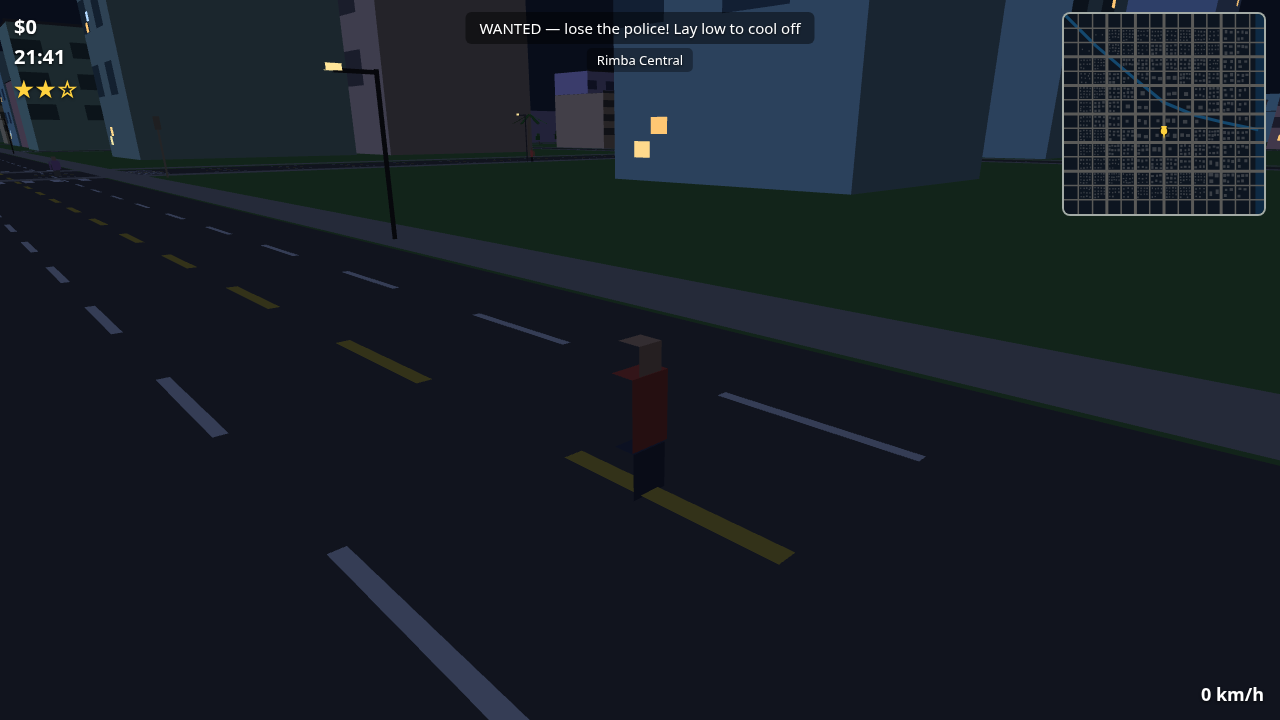 $0
WANTED — lose the police! Lay low to cool off
21:41
Rimba Central
★★☆
0 km/h